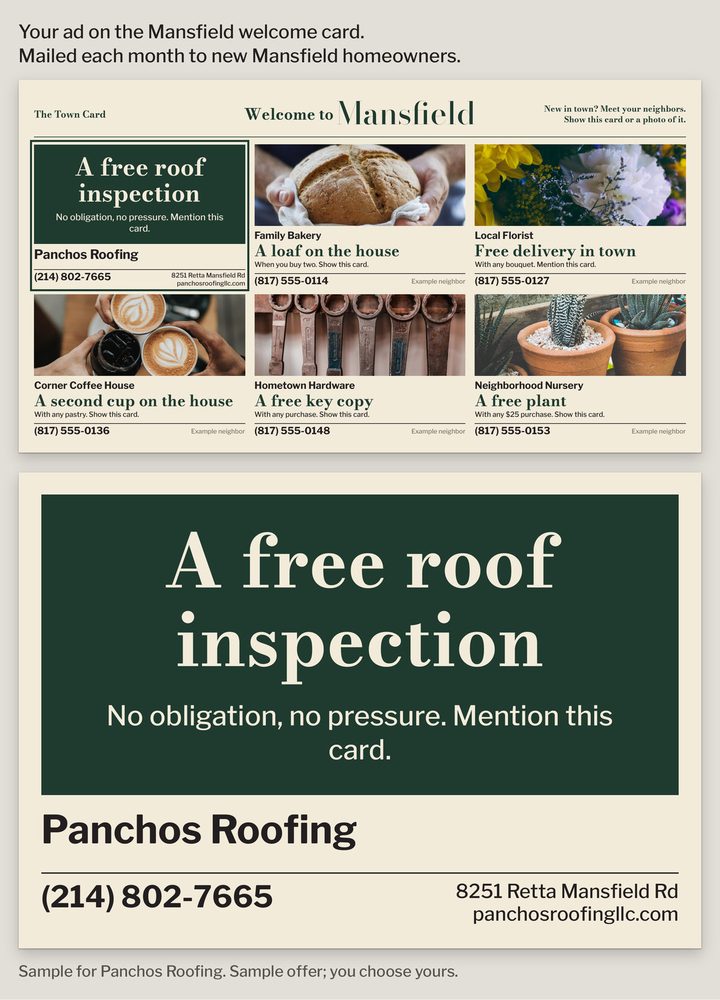 Your ad on the Mansfield welcome card.
Mailed each month to new Mansfield homeowners.
The Town Card
Welcome to Mansfield
New in town? Meet your neighbors.
Show this card or a photo of it.
A free roof
inspection
No obligation, no pressure. Mention this
card.
Panchos Roofing
(214) 802-7665
8251 Retta Mansfield Rd
panchosroofingllc.com
Family Bakery
A loaf on the house
When you buy two. Show this card.
(817) 555-0114
Example neighbor
Local Florist
Free delivery in town
With any bouquet. Mention this card.
(817) 555-0127
Example neighbor
Corner Coffee House
A second cup on the house
With any pastry. Show this card.
(817) 555-0136
Example neighbor
Hometown Hardware
A free key copy
With any purchase. Show this card.
(817) 555-0148
Example neighbor
Neighborhood Nursery
A free plant
With any $25 purchase. Show this card.
(817) 555-0153
Example neighbor
A free roof
inspection
No obligation, no pressure. Mention this
card.
Panchos Roofing
(214) 802-7665
8251 Retta Mansfield Rd
panchosroofingllc.com
Sample for Panchos Roofing. Sample offer; you choose yours.